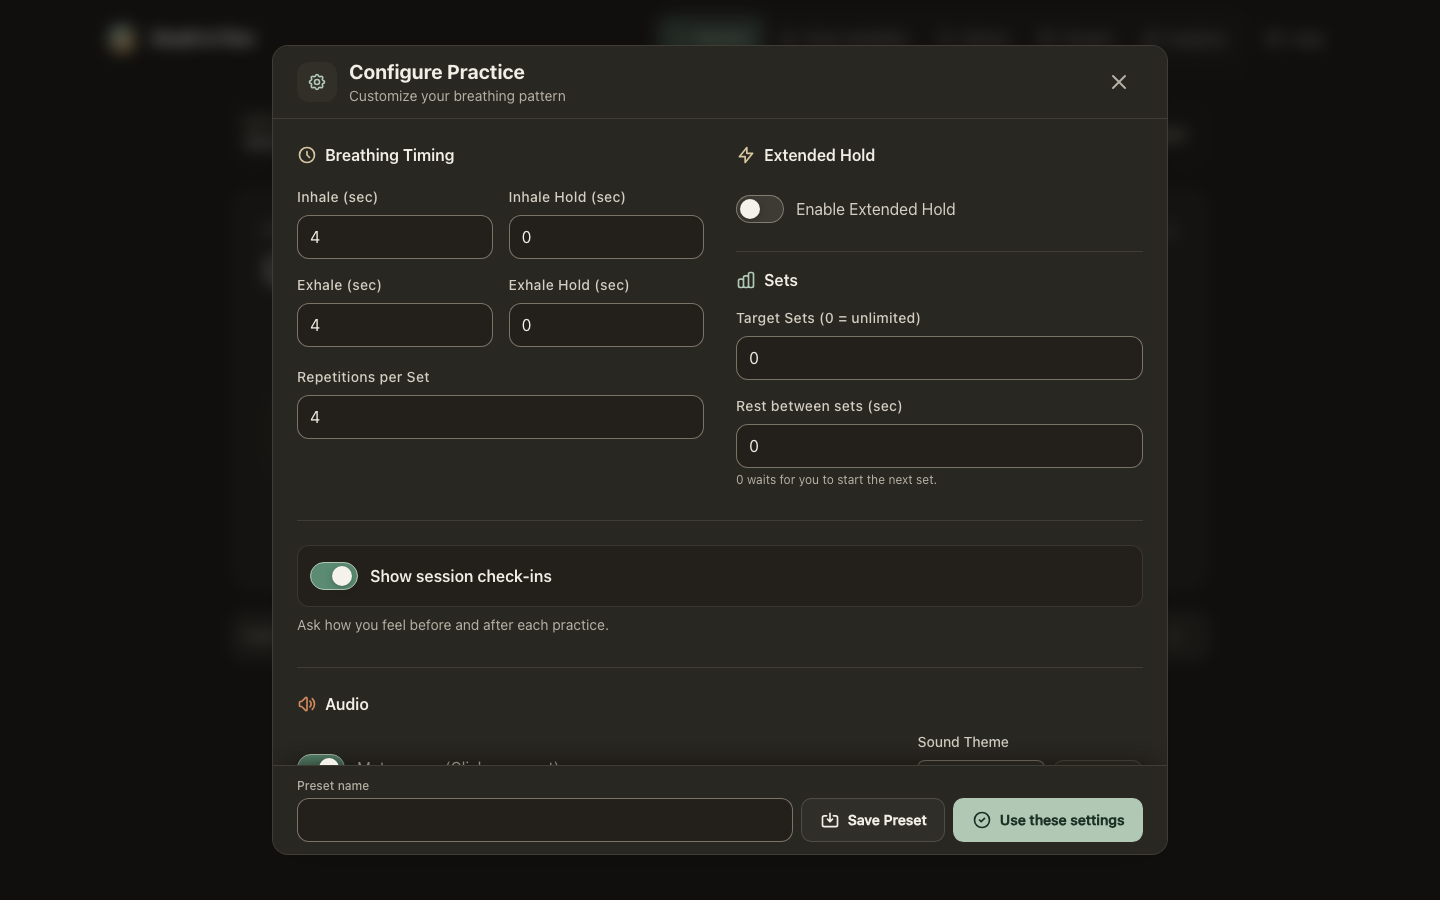 Configure Practice
Customize your breathing pattern
Breathing Timing
Inhale (sec)
Inhale Hold (sec)
4
0
Exhale (sec)
Exhale Hold (sec)
4
0
Repetitions per Set
4
Extended Hold
Enable Extended Hold
Sets
Target Sets (0 = unlimited)
0
Rest between sets (sec)
0
0 waits for you to start the next set.
Show session check-ins
Ask how you feel before and after each practice.
Audio
Sound Theme
Preset name
Save Preset
Use these settings